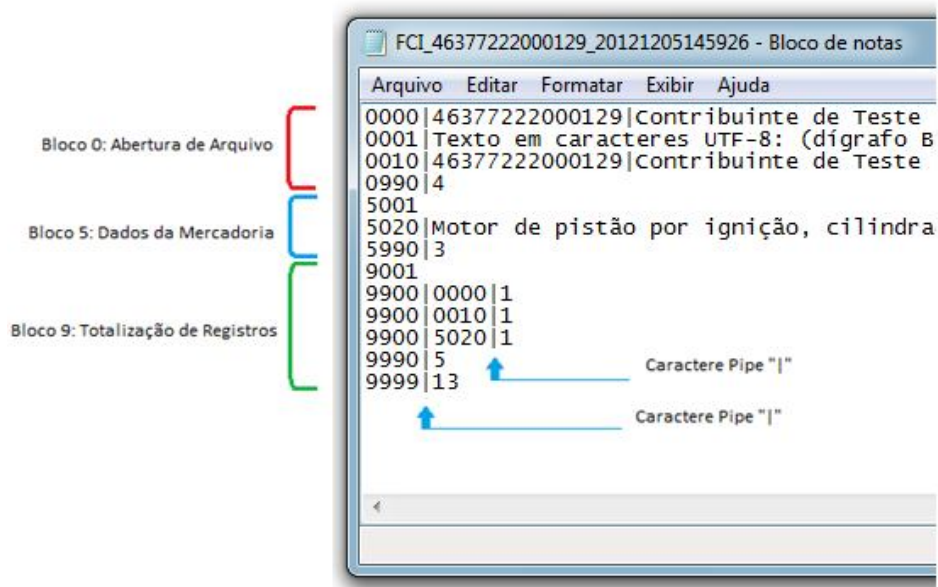 FCI_46377222000129_20121205145926 - Bloco de notas
Arquivo Editar Formatar Exibir Ajuda
Bloco 0: Abertura de Arquivo
0000|46377222000129|Contribuinte de Teste
0001|Texto em caracteres UTF-8: (dígrafo B
0010|46377222000129|Contribuinte de Teste
0990|4
Bloco 5: Dados da Mercadoria
5001
5020|Motor de pistão por ignição, cilindra
5990|3
Bloco 9: Totalização de Registros
9001
9900|0000|1
9900|0010|1
9900|5020|1
9990|5
9999|13
Caractere Pipe "|"
Caractere Pipe "|"